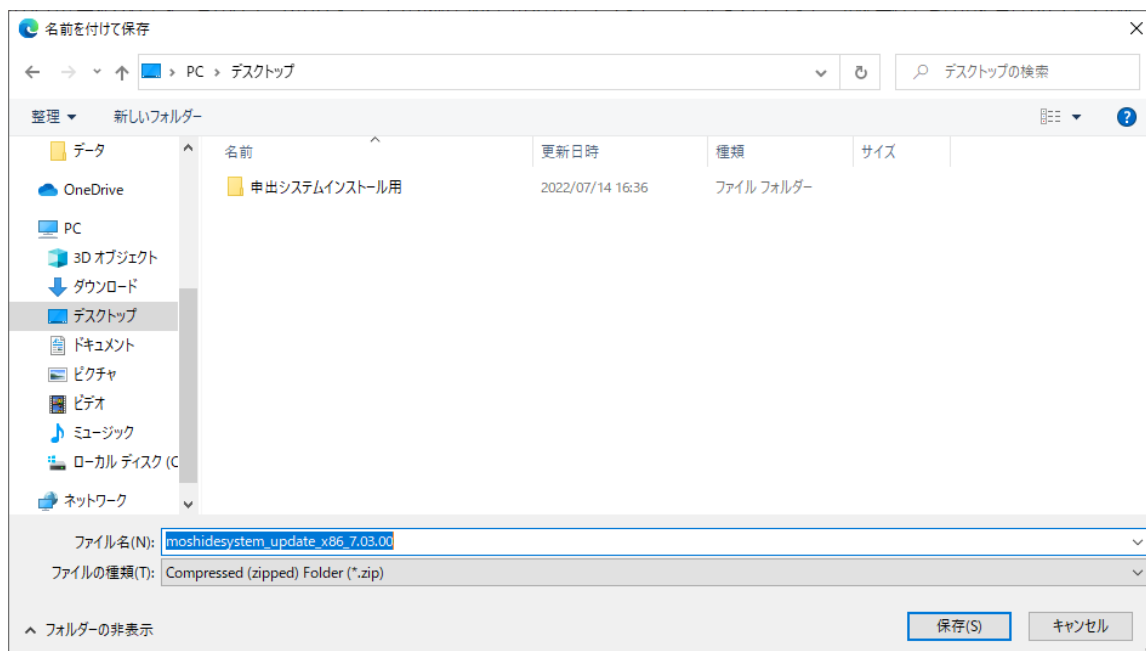 名前を付けて保存
PC › デスクトップ
デスクトップの検索
整理
新しいフォルダー
データ
OneDrive
PC
3D オブジェクト
ダウンロード
デスクトップ
ドキュメント
ピクチャ
ビデオ
ミュージック
ローカル ディスク (C
ネットワーク
名前 更新日時 種類 サイズ
申出システムインストール用 2022/07/14 16:36 ファイル フォルダー
ファイル名(N): moshidesystem_update_x86_7.03.00
ファイルの種類(T): Compressed (zipped) Folder (*.zip)
フォルダーの非表示
保存(S)
キャンセル